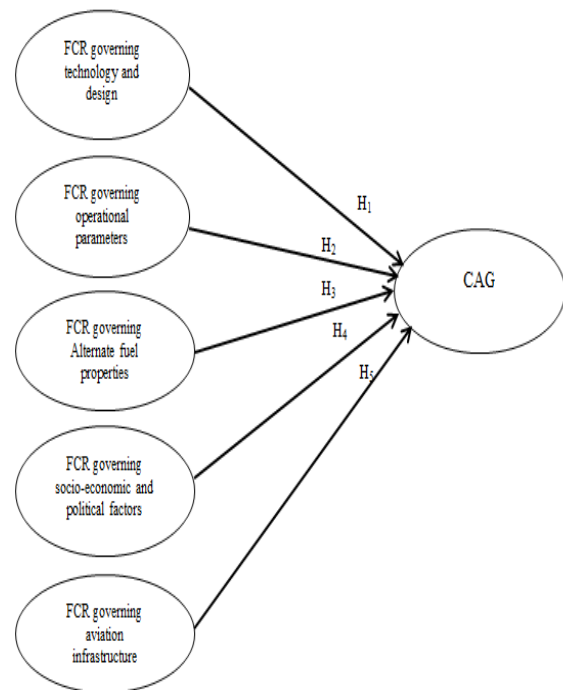 FCR governing
technology and
design
H₁
FCR governing
operational
parameters
H₂
CAG
H₃
FCR governing
Alternate fuel
properties
H₄
H₅
FCR governing
socio-economic and
political factors
FCR governing
aviation
infrastructure